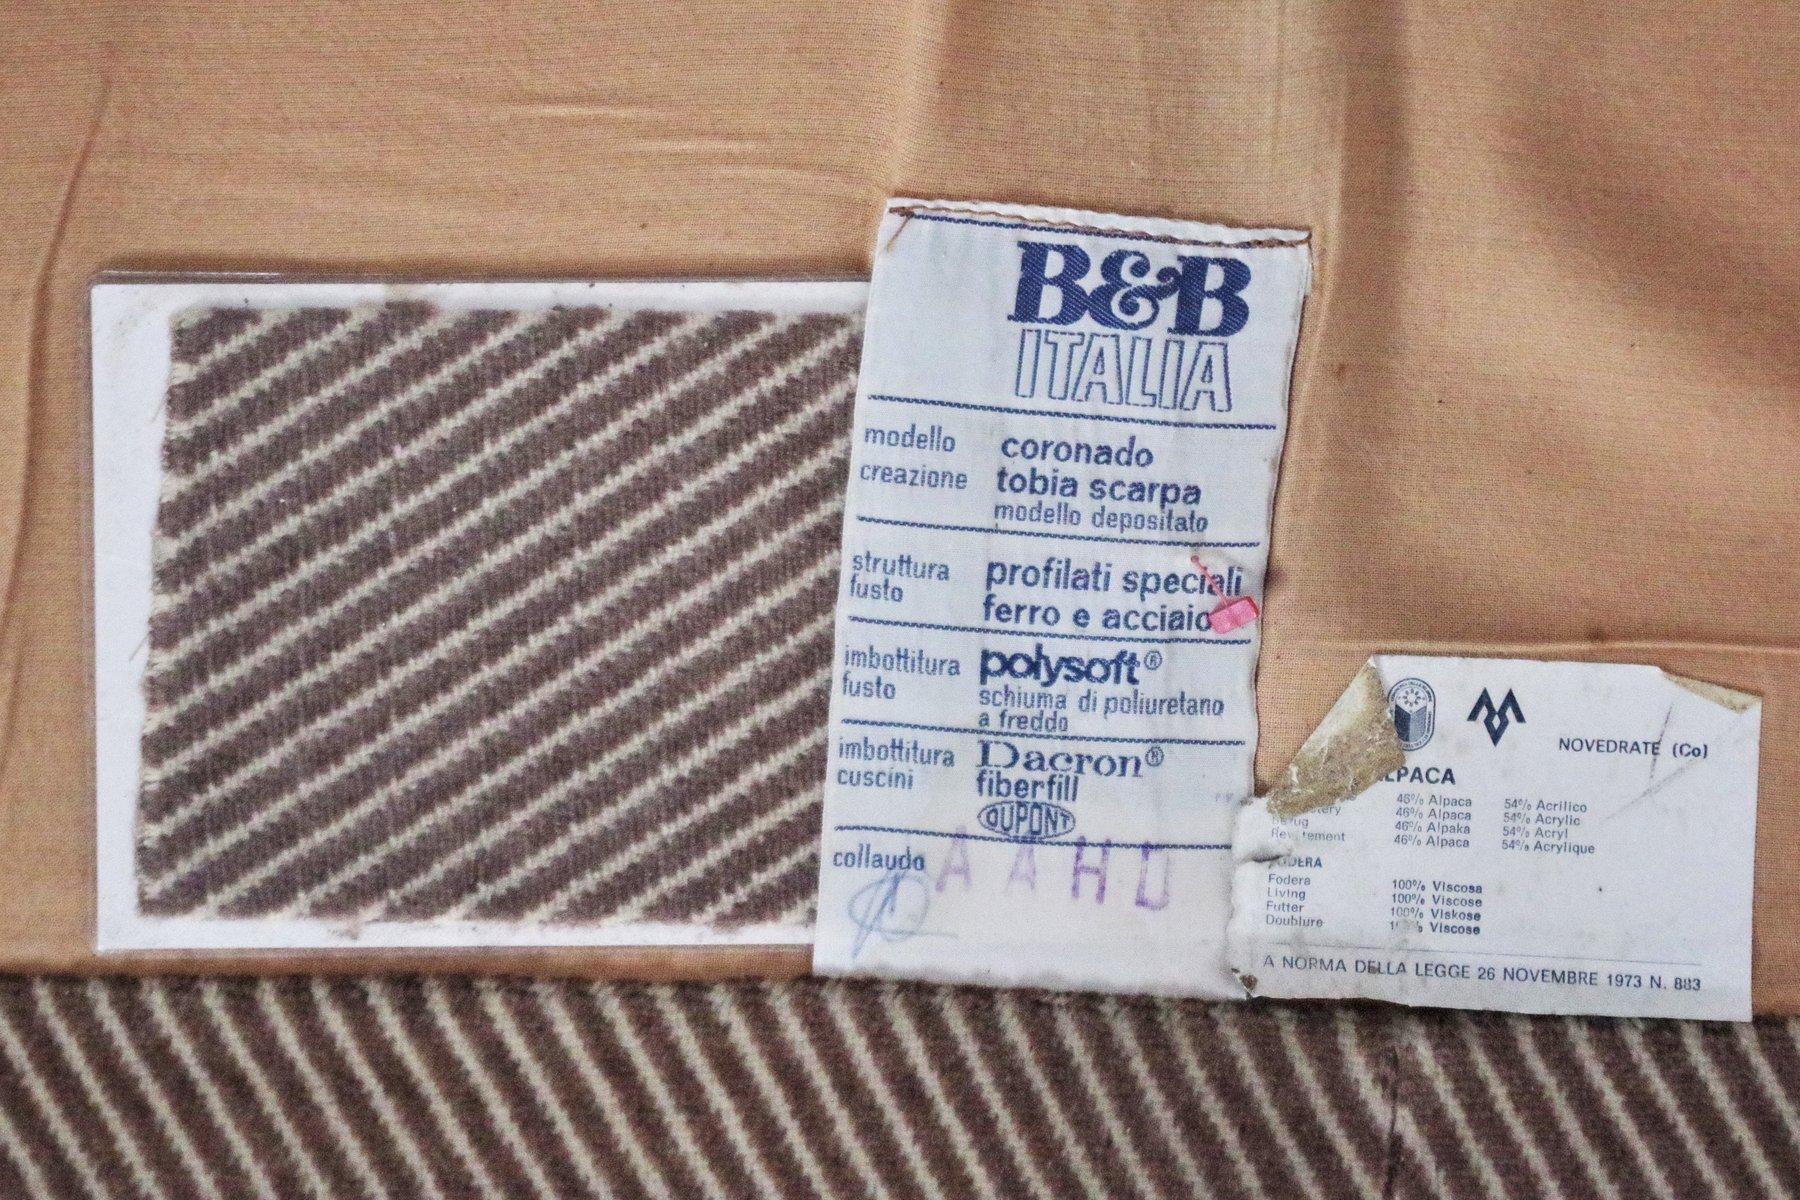 B&B
ITALIA
modello coronado
creazione tobia scarpa
modello depositato
struttura profilati speciali
fusto ferro e acciaio
imbottitura polysoft®
fusto schiuma di poliuretano
a freddo
imbottitura Dacron®
cuscini fiberfill
DUPONT
collaudo A A H D
NOVEDRATE (Co)
46% Alpaca 54% Acrilico
46% Alpaca 54% Acrylic
46% Alpaka 54% Acryl
46% Alpaca 54% Acrylique
Fodera 100% Viscosa
Living 100% Viscose
Futter 100% Viskose
Doublure Viscose
A NORMA DELLA LEGGE 26 NOVEMBRE 1973 N. 883